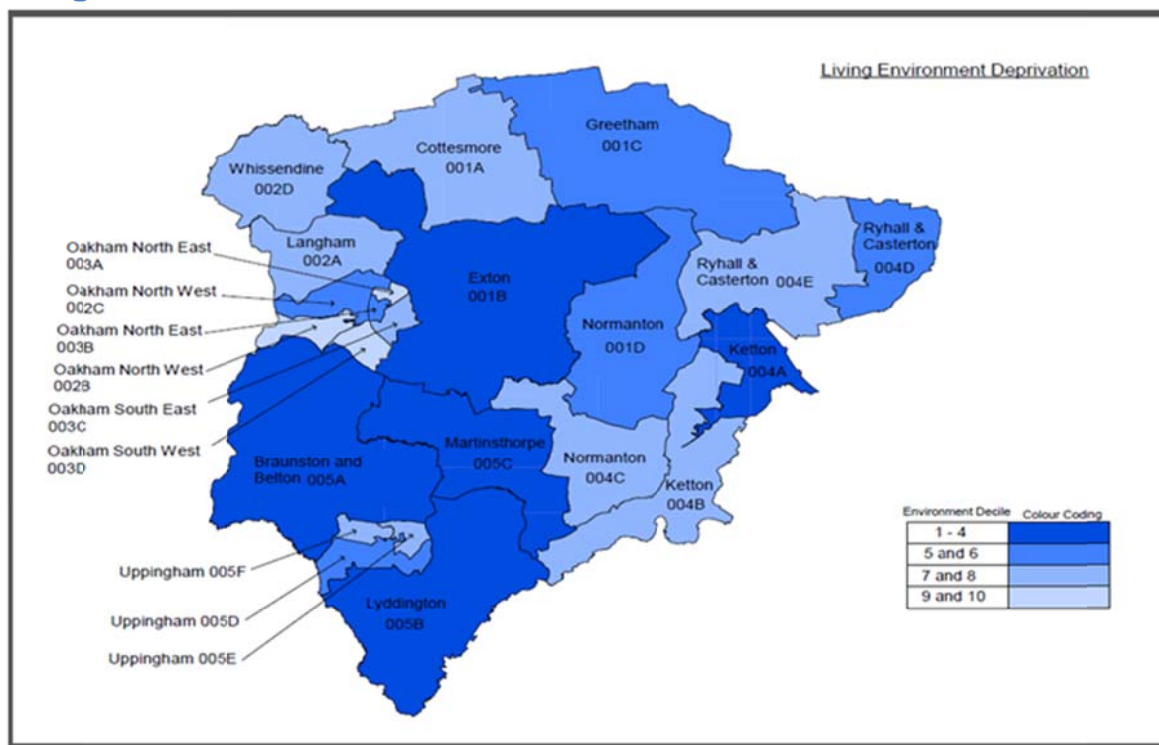 Living Environment Deprivation
Greetham
001C
Cottesmore
001A
Whissendine
002D
Ryhall &
Casterton
004D
Langham
002A
Oakham North East
003A
Exton
001B
Ryhall &
Casterton 004E
Oakham North West
002C
Normanton
001D
Oakham North East
003B
Ketton
004A
Oakham North West
002B
Oakham South East
003C
Oakham South West
003D
Martinsthorpe
005C
Normanton
004C
Braunston and
Belton 005A
Ketton
004B
Environment Decile Colour Coding
1 - 4
5 and 6
7 and 8
9 and 10
Uppingham 005F
Lyddington
005B
Uppingham 005D
Uppingham 005E